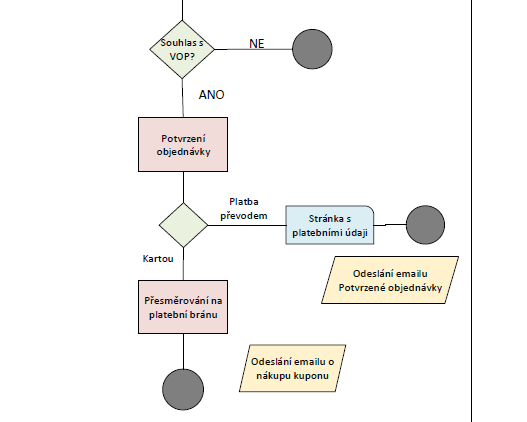 Souhlas s
VOP?
NE
ANO
Potvrzení
objednávky
Platba
převodem
Stránka s
platebními údaji
Kartou
Odeslání emailu
Potvrzené objednávky
Přesměrování na
platební bránu
Odeslání emailu o
nákupu kuponu